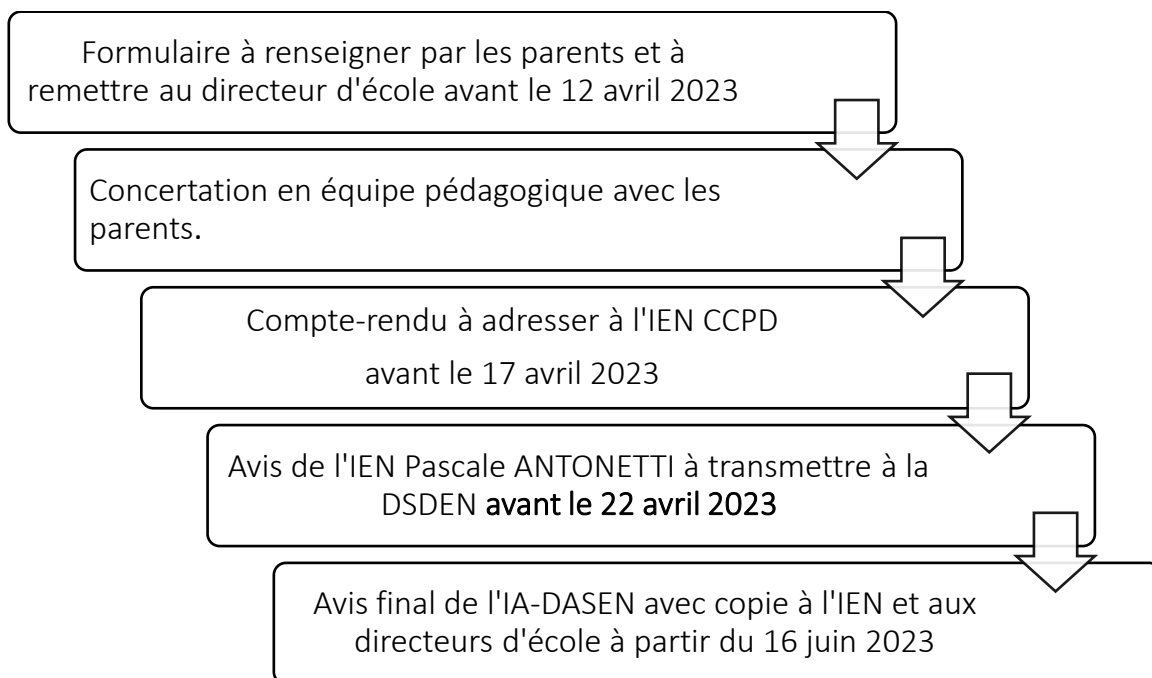 Formulaire à renseigner par les parents et à
remettre au directeur d'école avant le 12 avril 2023
Concertation en équipe pédagogique avec les
parents.
Compte-rendu à adresser à l'IEN CCPD
avant le 17 avril 2023
Avis de l'IEN Pascale ANTONETTI à transmettre à la
DSDEN avant le 22 avril 2023
Avis final de l'IA-DASEN avec copie à l'IEN et aux
directeurs d'école à partir du 16 juin 2023